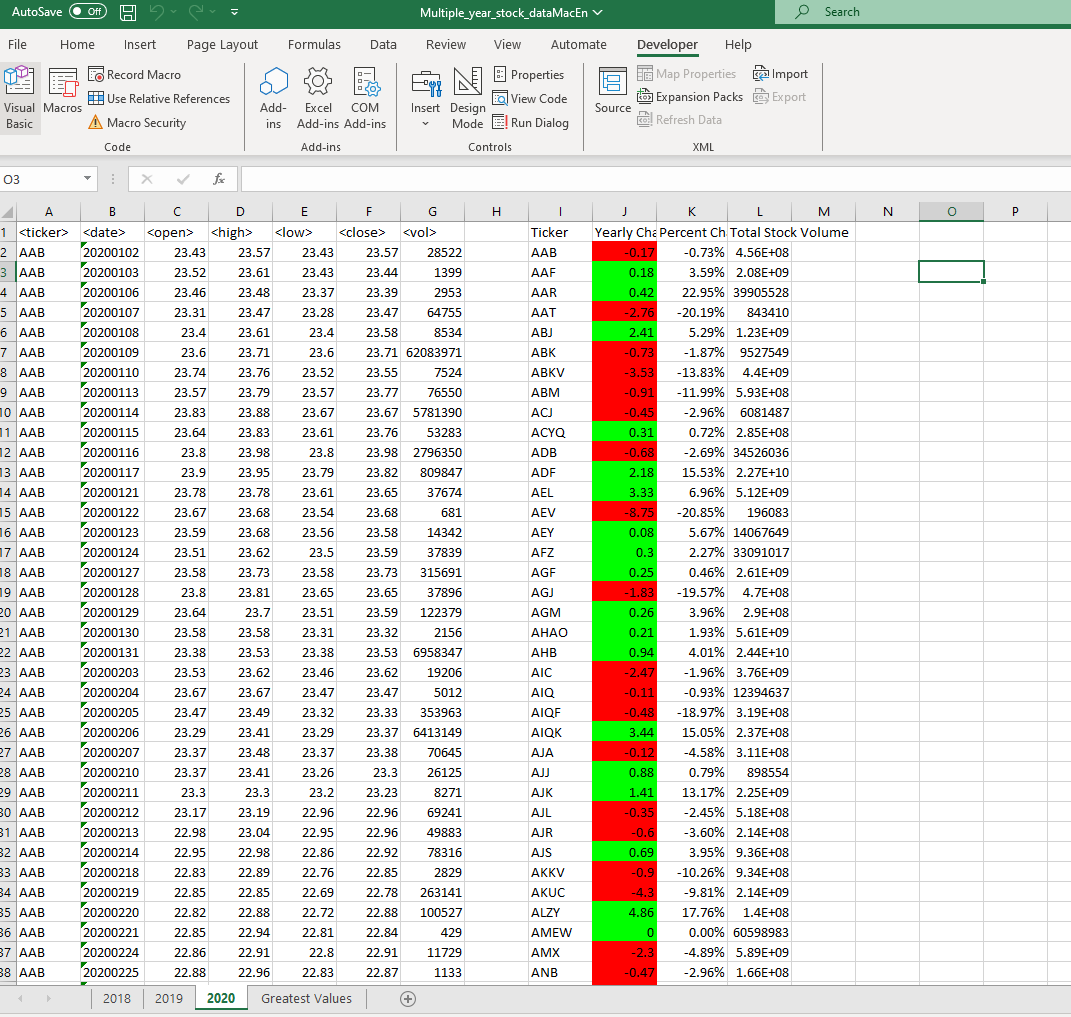 AutoSave Off Multiple_year_stock_dataMacEn Search
File Home Insert Page Layout Formulas Data Review View Automate Developer Help
Visual Basic
Macros
Record Macro
Use Relative References
Macro Security
Code
Add-ins
Excel Add-ins
COM Add-ins
Add-ins
Insert
Design Mode
Properties
View Code
Run Dialog
Controls
Source
Map Properties
Expansion Packs
Refresh Data
Import
Export
XML
O3 fx
A B C D E F G H I J K L M N O P
1 <ticker> <date> <open> <high> <low> <close> <vol> Ticker Yearly Cha Percent Ch Total Stock Volume
2 AAB 20200102 23.43 23.57 23.43 23.57 28522 AAB -0.17 -0.73% 4.56E+08
3 AAB 20200103 23.52 23.61 23.43 23.44 1399 AAF 0.18 3.59% 2.08E+09
4 AAB 20200106 23.46 23.48 23.37 23.39 2953 AAR 0.42 22.95% 39905528
5 AAB 20200107 23.31 23.47 23.28 23.47 64755 AAT -2.76 -20.19% 843410
6 AAB 20200108 23.4 23.61 23.4 23.58 8534 ABJ 2.41 5.29% 1.23E+09
7 AAB 20200109 23.6 23.71 23.6 23.71 62083971 ABK -0.73 -1.87% 9527549
8 AAB 20200110 23.74 23.76 23.52 23.55 7524 ABKV -3.53 -13.83% 4.4E+09
9 AAB 20200113 23.57 23.79 23.57 23.77 76550 ABM -0.91 -11.99% 5.93E+08
10 AAB 20200114 23.83 23.88 23.67 23.67 5781390 ACJ -0.45 -2.96% 6081487
11 AAB 20200115 23.64 23.83 23.61 23.76 53283 ACYQ 0.31 0.72% 2.85E+08
12 AAB 20200116 23.8 23.98 23.8 23.98 2796350 ADB -0.68 -2.69% 34526036
13 AAB 20200117 23.9 23.95 23.79 23.82 809847 ADF 2.18 15.53% 2.27E+10
14 AAB 20200121 23.78 23.78 23.61 23.65 37674 AEL 3.33 6.96% 5.12E+09
15 AAB 20200122 23.67 23.68 23.54 23.68 681 AEV -8.75 -20.85% 196083
16 AAB 20200123 23.59 23.68 23.56 23.58 14342 AEY 0.08 5.67% 14067649
17 AAB 20200124 23.51 23.62 23.5 23.59 37839 AFZ 0.3 2.27% 33091017
18 AAB 20200127 23.58 23.73 23.58 23.73 315691 AGF 0.25 0.46% 2.61E+09
19 AAB 20200128 23.8 23.81 23.65 23.65 37896 AGJ -1.83 -19.57% 4.7E+08
20 AAB 20200129 23.64 23.7 23.51 23.59 122379 AGM 0.26 3.96% 2.9E+08
21 AAB 20200130 23.58 23.58 23.31 23.32 2156 AHAO 0.21 1.93% 5.61E+09
22 AAB 20200131 23.38 23.53 23.38 23.53 6958347 AHB 0.94 4.01% 2.44E+10
23 AAB 20200203 23.53 23.62 23.46 23.62 19206 AIC -2.47 -1.96% 3.76E+09
24 AAB 20200204 23.67 23.67 23.47 23.47 5012 AIQ -0.11 -0.93% 12394637
25 AAB 20200205 23.47 23.49 23.32 23.33 353963 AIQF -0.48 -18.97% 3.19E+08
26 AAB 20200206 23.29 23.41 23.29 23.37 6413149 AIQK 3.44 15.05% 2.37E+08
27 AAB 20200207 23.37 23.48 23.37 23.38 70645 AJA -0.12 -4.58% 3.11E+08
28 AAB 20200210 23.37 23.41 23.26 23.3 26125 AJJ 0.88 0.79% 898554
29 AAB 20200211 23.3 23.3 23.2 23.23 8271 AJK 1.41 13.17% 2.25E+09
30 AAB 20200212 23.17 23.19 22.96 22.96 69241 AJL -0.35 -2.45% 5.18E+08
31 AAB 20200213 22.98 23.04 22.95 22.96 49883 AJR -0.6 -3.60% 2.14E+08
32 AAB 20200214 22.95 22.98 22.86 22.92 78316 AJS 0.69 3.95% 9.36E+08
33 AAB 20200218 22.83 22.89 22.76 22.85 2829 AKKV -0.9 -10.26% 9.34E+08
34 AAB 20200219 22.85 22.85 22.69 22.78 263141 AKUC -4.3 -9.81% 2.14E+09
35 AAB 20200220 22.82 22.88 22.72 22.88 100527 ALZY 4.86 17.76% 1.4E+08
36 AAB 20200221 22.85 22.94 22.81 22.84 429 AMEW 0 0.00% 60598983
37 AAB 20200224 22.86 22.91 22.8 22.91 11729 AMX -2.3 -4.89% 5.89E+09
38 AAB 20200225 22.88 22.96 22.83 22.87 1133 ANB -0.47 -2.96% 1.66E+08
2018 2019 2020 Greatest Values